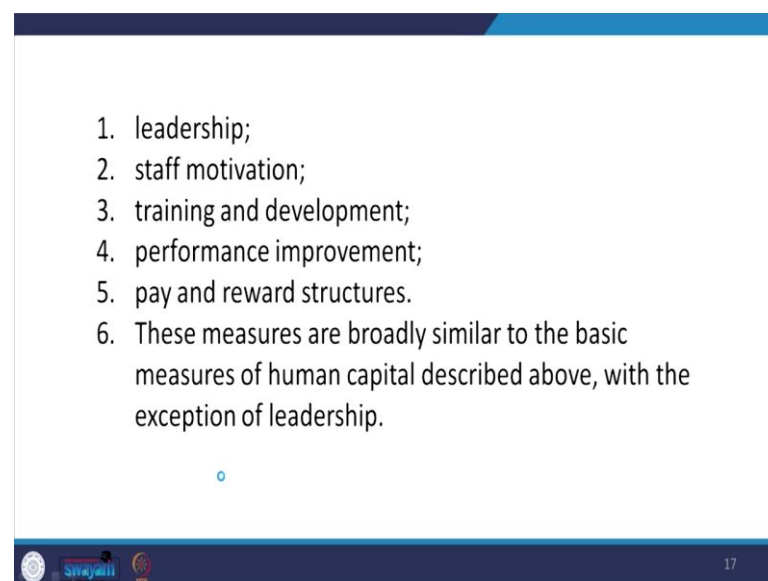 1. leadership;
2. staff motivation;
3. training and development;
4. performance improvement;
5. pay and reward structures.
6. These measures are broadly similar to the basic
measures of human capital described above, with the
exception of leadership.
swayam
17